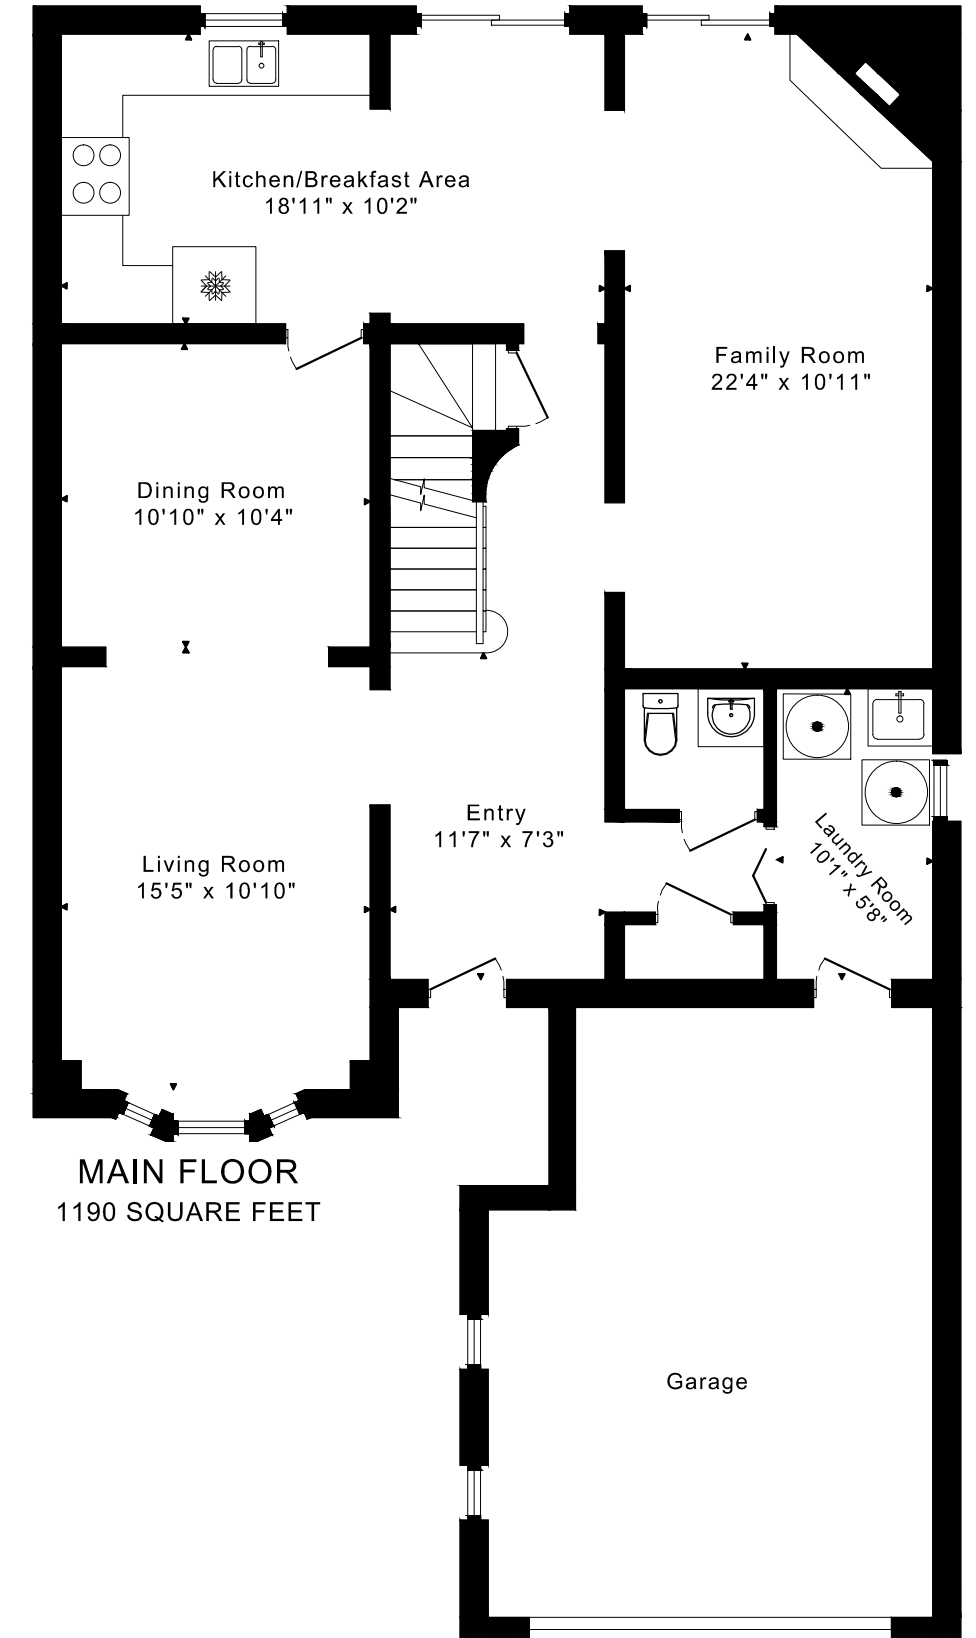 Kitchen/Breakfast Area
18'11" x 10'2"
Family Room
22'4" x 10'11"
Dining Room
10'10" x 10'4"
Entry
11'7" x 7'3"
Laundry Room
10'1" x 5'8"
Living Room
15'5" x 10'10"
MAIN FLOOR
1190 SQUARE FEET
Garage